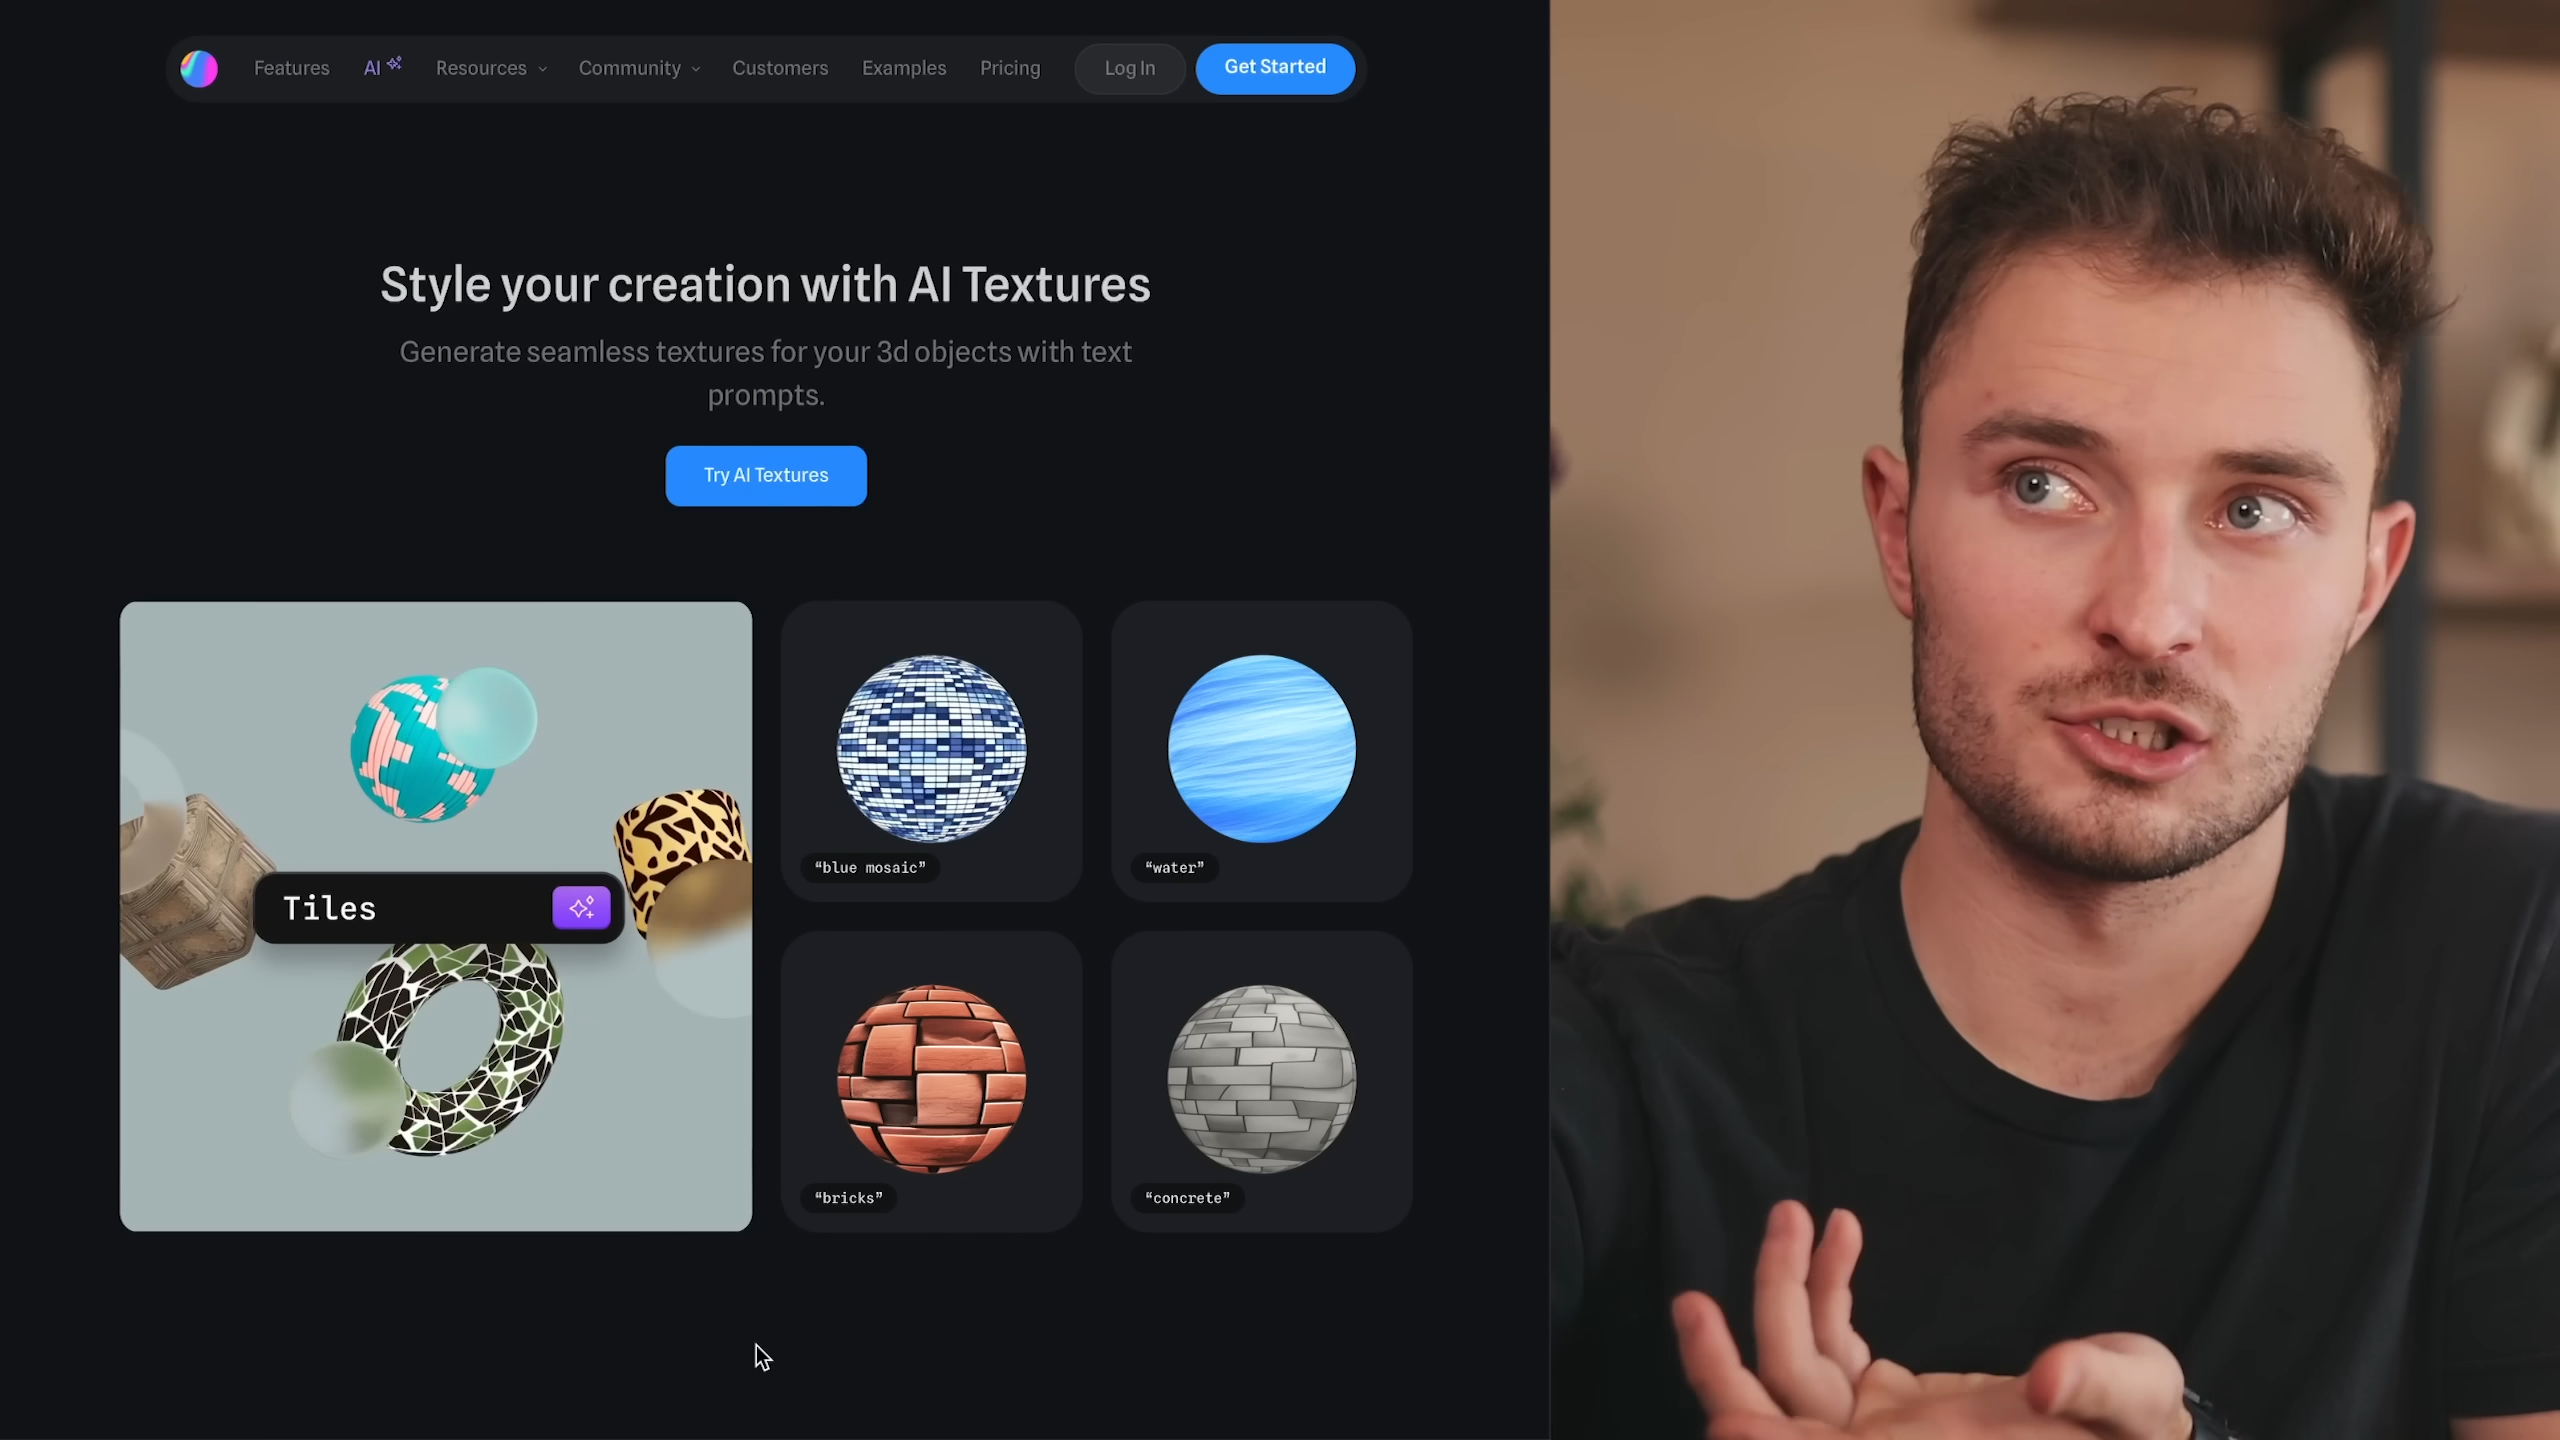 Features AI Resources Community Customers Examples Pricing Log In Get Started
Style your creation with AI Textures
Generate seamless textures for your 3d objects with text
prompts.
Try AI Textures
Tiles
“blue mosaic”
“water”
“bricks”
“concrete”